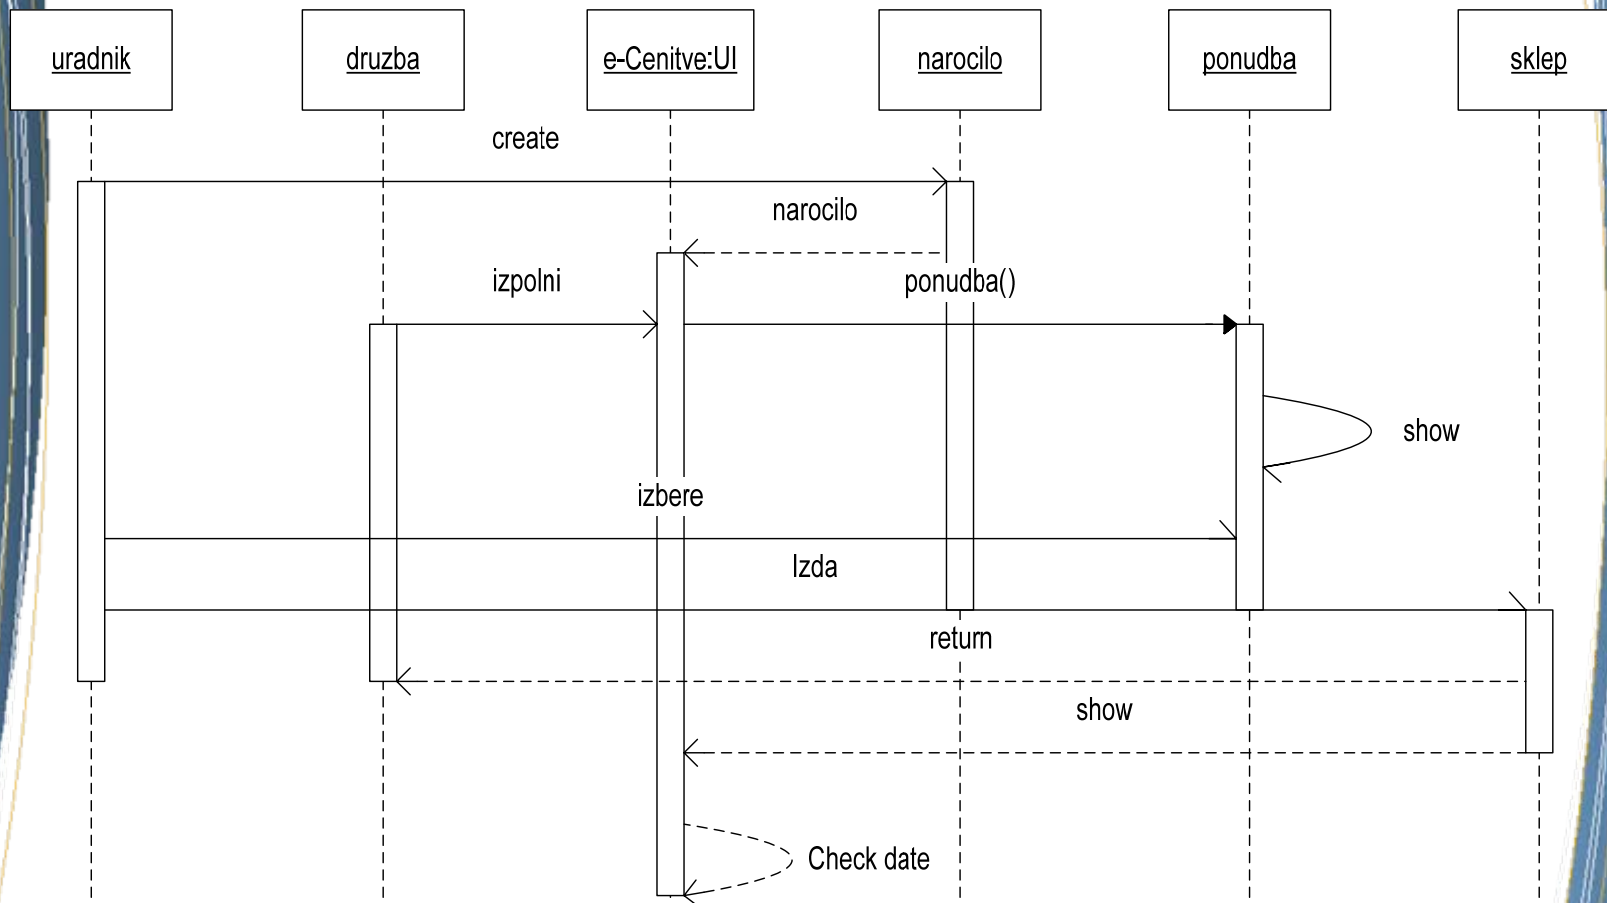 uradnik
druzba
e-Cenitve:UI
narocilo
ponudba
sklep
create
narocilo
izpolni
ponudba()
show
izbere
Izda
return
show
Check date